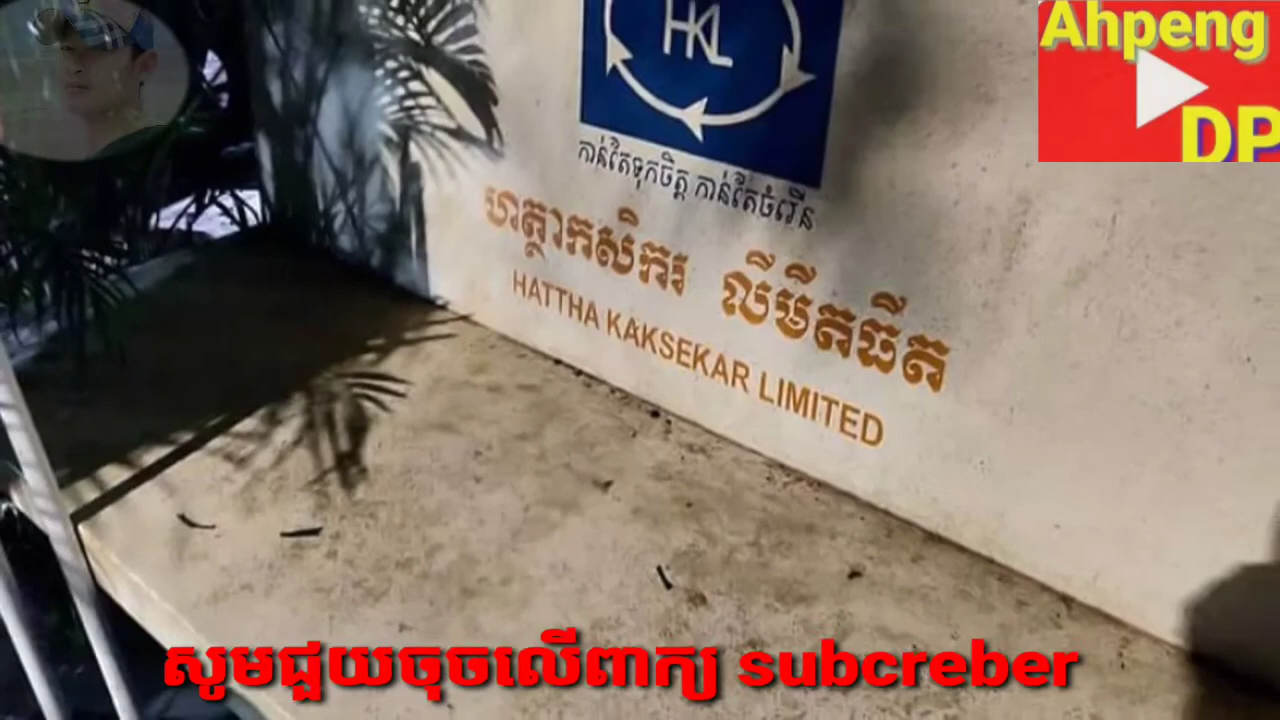 Ahpeng
DP
HKL
កាន់តែទុកចិត្ត កាន់តែចំរើន
ហត្ថាកសិករ លីមីតធីត
HATTHA KAKSEKAR LIMITED
សូមជួយចុចលើពាក្យ subcreber